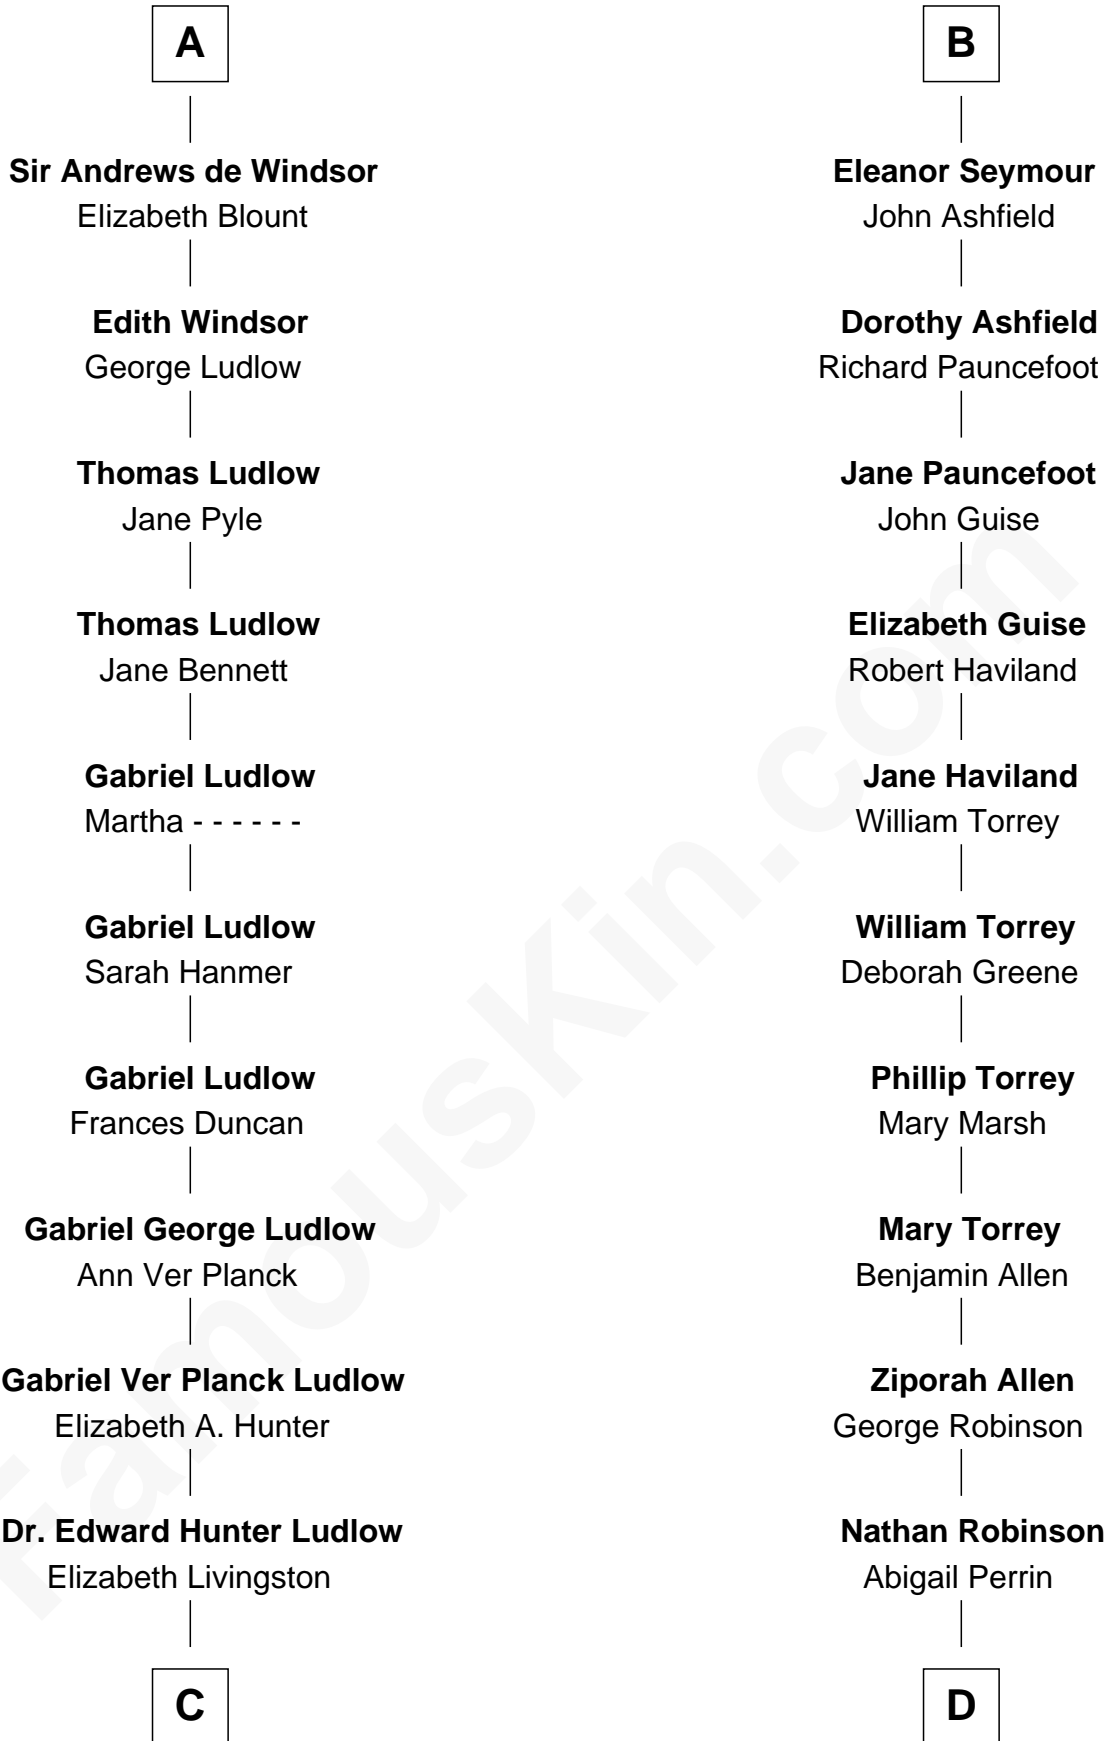 A
Sir Andrews de Windsor
Elizabeth Blount
Edith Windsor
George Ludlow
Thomas Ludlow
Jane Pyle
Thomas Ludlow
Jane Bennett
Gabriel Ludlow
Martha - - - - - -
Gabriel Ludlow
Sarah Hanmer
Gabriel Ludlow
Frances Duncan
Gabriel George Ludlow
Ann Ver Planck
Gabriel Ver Planck Ludlow
Elizabeth A. Hunter
Dr. Edward Hunter Ludlow
Elizabeth Livingston
C
B
Eleanor Seymour
John Ashfield
Dorothy Ashfield
Richard Pauncefoot
Jane Pauncefoot
John Guise
Elizabeth Guise
Robert Haviland
Jane Haviland
William Torrey
William Torrey
Deborah Greene
Phillip Torrey
Mary Marsh
Mary Torrey
Benjamin Allen
Ziporah Allen
George Robinson
Nathan Robinson
Abigail Perrin
D
FamousKin.com